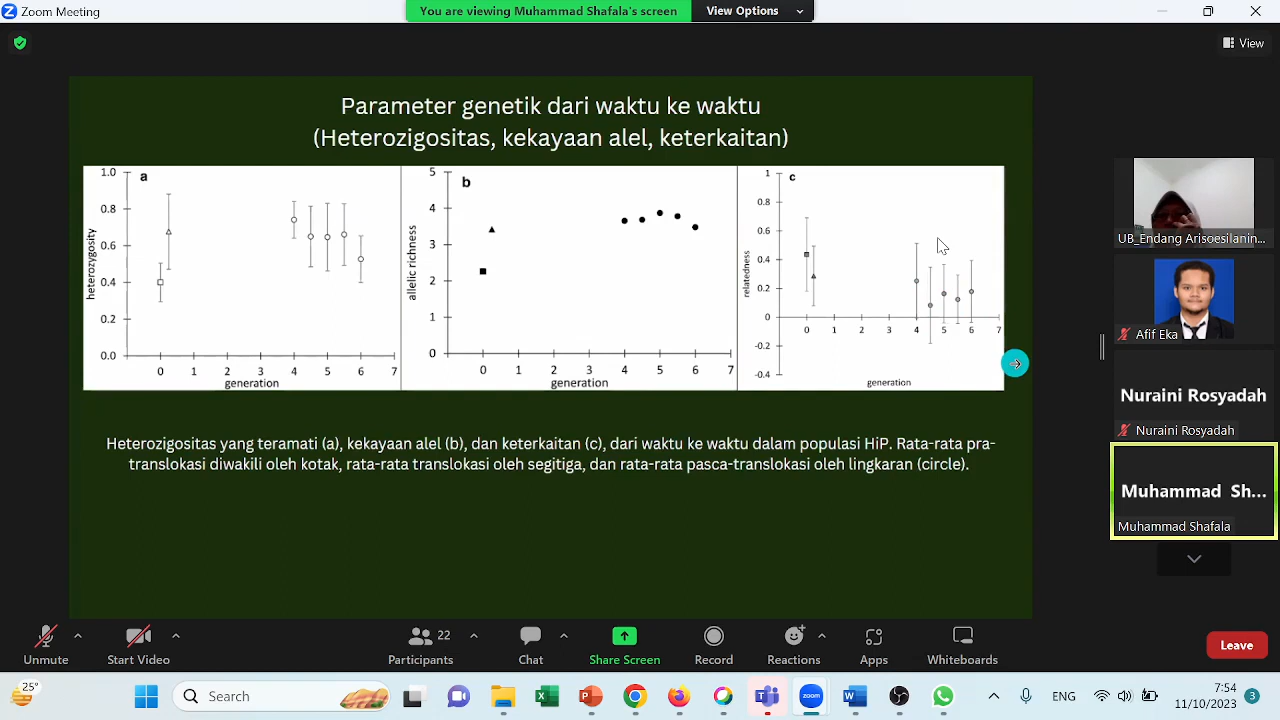 Zoom Meeting
You are viewing Muhammad Shafala's screen
View Options
View
Parameter genetik dari waktu ke waktu
(Heterozigositas, kekayaan alel, keterkaitan)
a
1.0
0.8
0.6
0.4
0.2
0.0
heterozygosity
0 1 2 3 4 5 6 7
generation
b
5
4
3
2
1
0
allelic richness
0 1 2 3 4 5 6 7
generation
c
1
0.8
0.6
0.4
0.2
0
-0.2
-0.4
relatedness
0 1 2 3 4 5 6 7
generation
Heterozigositas yang teramati (a), kekayaan alel (b), dan keterkaitan (c), dari waktu ke waktu dalam populasi HiP. Rata-rata pra-
translokasi diwakili oleh kotak, rata-rata translokasi oleh segitiga, dan rata-rata pasca-translokasi oleh lingkaran (circle).
UB_Endang Arisoesilanin...
Afif Eka
Nuraini Rosyadah
Nuraini Rosyadah
Muhammad Sh...
Muhammad Shafala
Unmute
Start Video
22
Participants
Chat
Share Screen
Record
Reactions
Apps
Whiteboards
Leave
25°
Search
zoom
ENG
7:54
11/10/2023
3